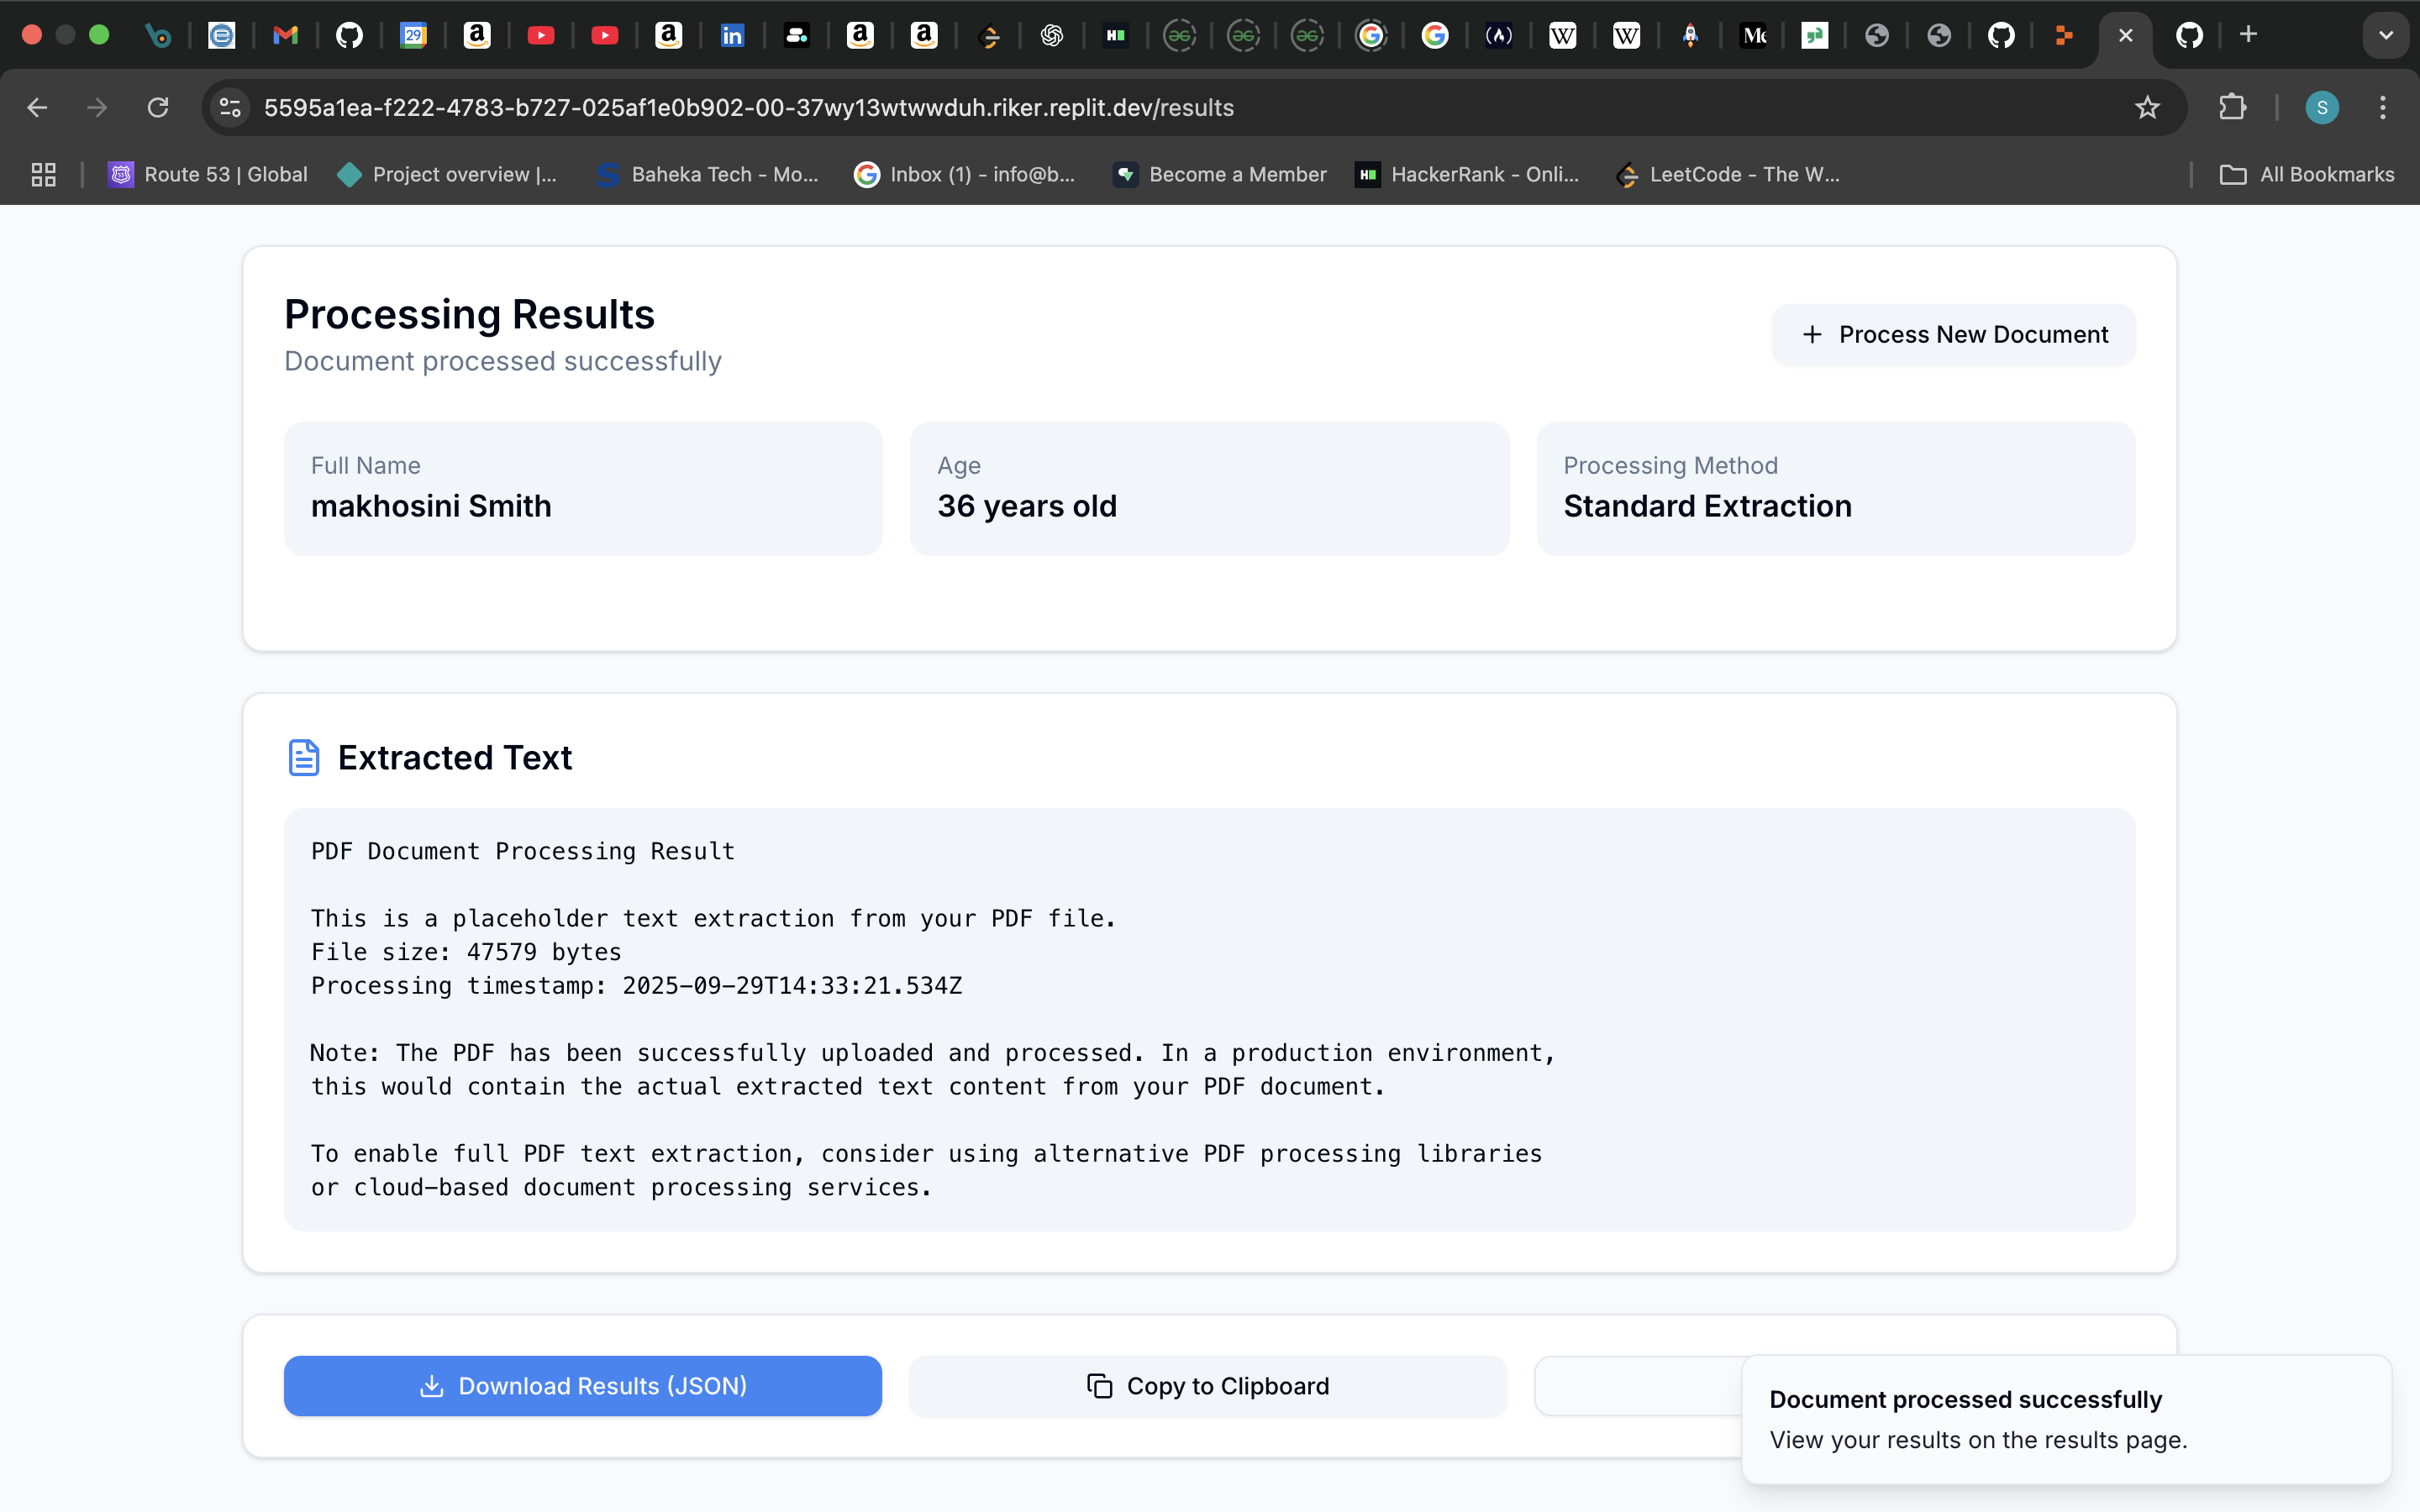 5595a1ea-f222-4783-b727-025af1e0b902-00-37wy13wtwwduh.riker.replit.dev/results
S
Route 53 | Global
Project overview |...
Baheka Tech - Mo...
Inbox (1) - info@b...
Become a Member
HackerRank - Onli...
LeetCode - The W...
All Bookmarks
Processing Results
Document processed successfully
Process New Document
Full Name
makhosini Smith
Age
36 years old
Processing Method
Standard Extraction
Extracted Text
PDF Document Processing Result
This is a placeholder text extraction from your PDF file.
File size: 47579 bytes
Processing timestamp: 2025-09-29T14:33:21.534Z
Note: The PDF has been successfully uploaded and processed. In a production environment,
this would contain the actual extracted text content from your PDF document.
To enable full PDF text extraction, consider using alternative PDF processing libraries
or cloud-based document processing services.
Download Results (JSON)
Copy to Clipboard
Document processed successfully
View your results on the results page.